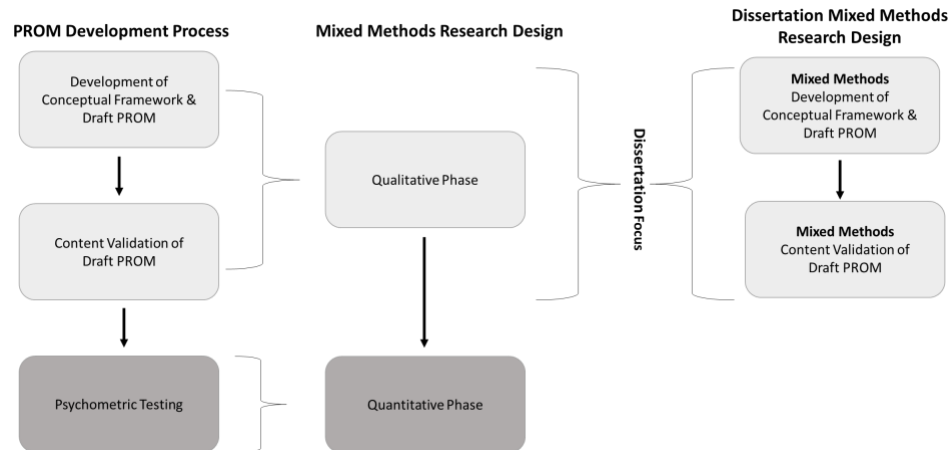 PROM Development Process
Development of
Conceptual Framework &
Draft PROM
Content Validation of
Draft PROM
Psychometric Testing
Mixed Methods Research Design
Qualitative Phase
Quantitative Phase
Dissertation Focus
Dissertation Mixed Methods
Research Design
Mixed Methods
Development of
Conceptual Framework &
Draft PROM
Mixed Methods
Content Validation of
Draft PROM